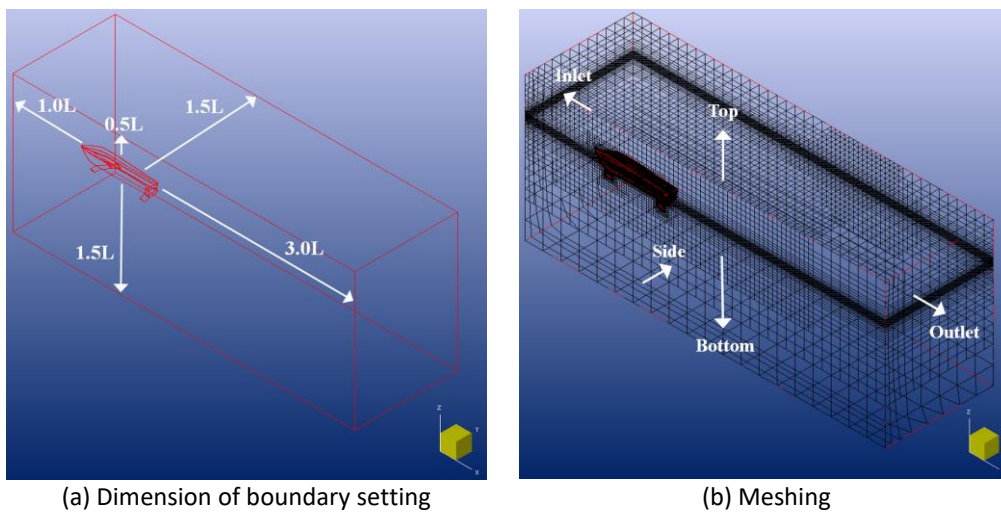 1.0L
0.5L
1.5L
3.0L
1.5L
Z
Y
X
(a) Dimension of boundary setting
Inlet
Top
Side
Bottom
Outlet
Z
(b) Meshing